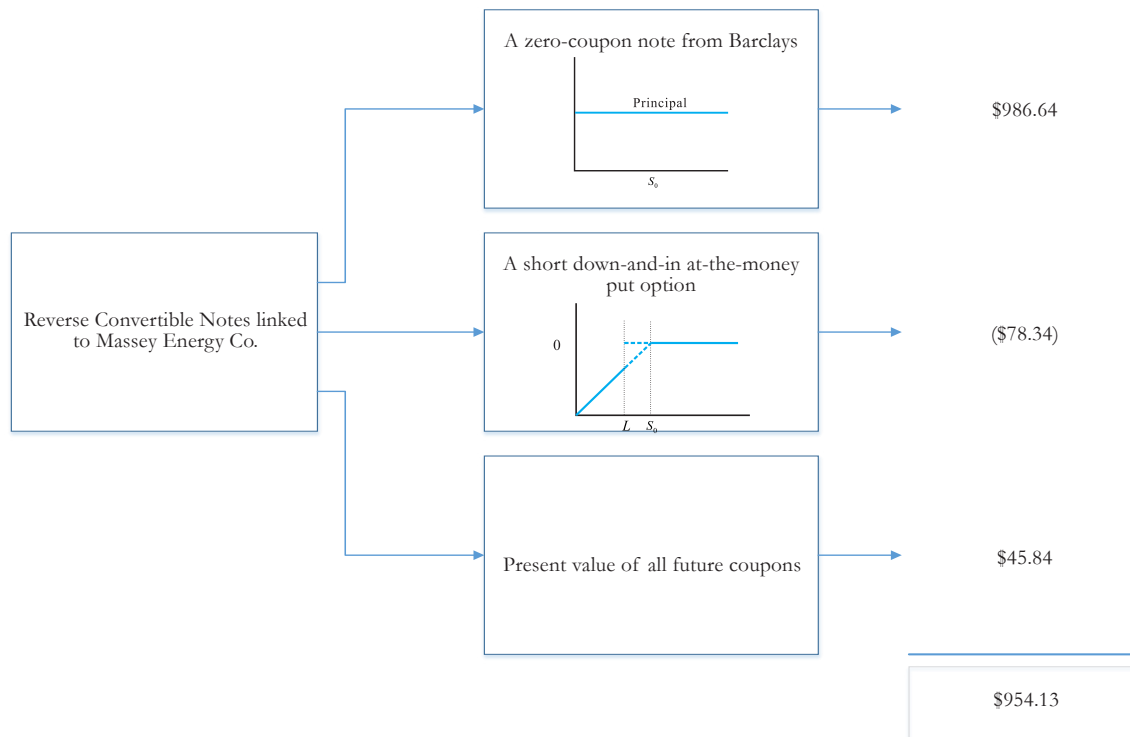 A zero-coupon note from Barclays
Principal
S₀
$986.64
Reverse Convertible Notes linked
to Massey Energy Co.
A short down-and-in at-the-money
put option
0
L S₀
($78.34)
Present value of all future coupons
$45.84
$954.13